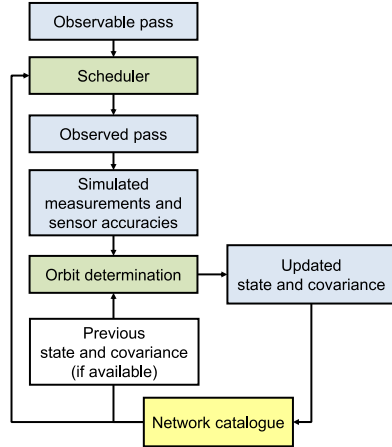 Observable pass
Scheduler
Observed pass
Simulated
measurements and
sensor accuracies
Orbit determination
Updated
state and covariance
Previous
state and covariance
(if available)
Network catalogue